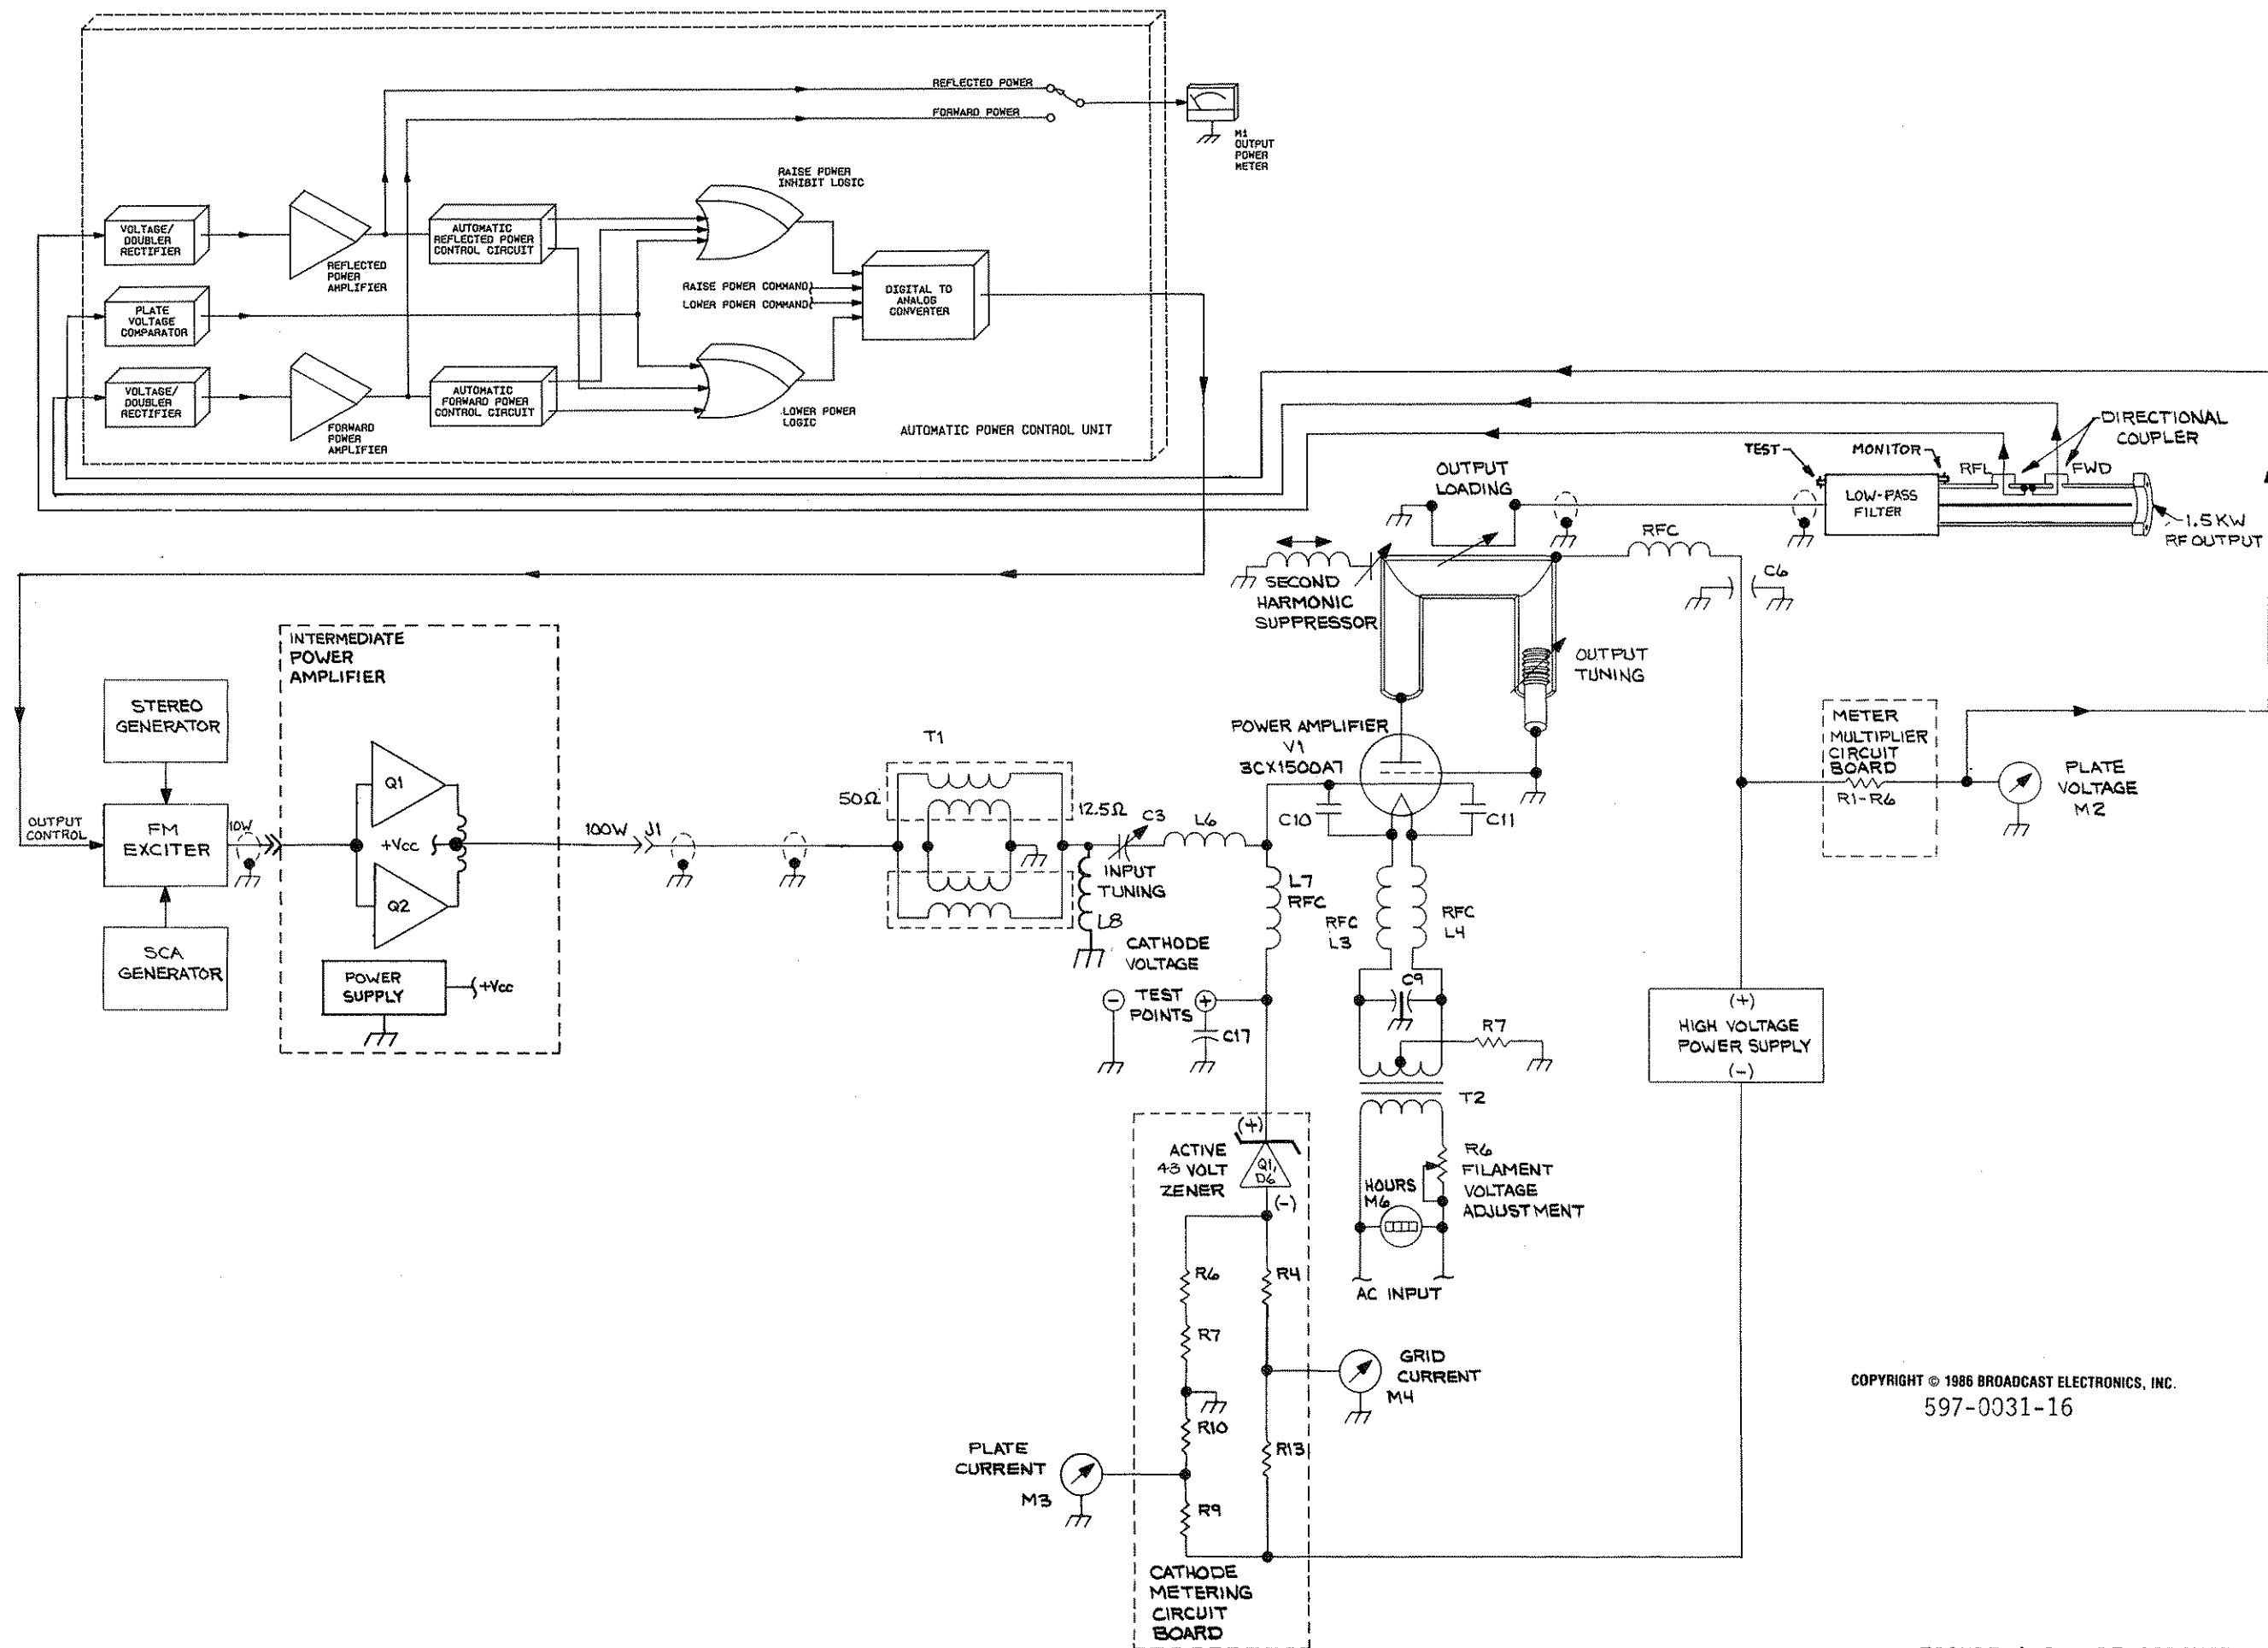 REFLECTED POWER
FORWARD POWER
M1
OUTPUT
POWER
METER
RAISE POWER
INHIBIT LOGIC
VOLTAGE/
DOUBLER
RECTIFIER
REFLECTED
POWER
AMPLIFIER
AUTOMATIC
REFLECTED POWER
CONTROL CIRCUIT
RAISE POWER COMMAND
LOWER POWER COMMAND
DIGITAL TO
ANALOG
CONVERTER
PLATE
VOLTAGE
COMPARATOR
VOLTAGE/
DOUBLER
RECTIFIER
FORWARD
POWER
AMPLIFIER
AUTOMATIC
FORWARD POWER
CONTROL CIRCUIT
LOWER POWER
LOGIC
AUTOMATIC POWER CONTROL UNIT
DIRECTIONAL
COUPLER
TEST
MONITOR
RFL
FWD
LOW-PASS
FILTER
1.5KW
RF OUTPUT
OUTPUT
LOADING
RFC
C6
SECOND
HARMONIC
SUPPRESSOR
OUTPUT
TUNING
INTERMEDIATE
POWER
AMPLIFIER
STEREO
GENERATOR
OUTPUT
CONTROL
FM
EXCITER
10W
SCA
GENERATOR
Q1
+Vcc
Q2
POWER
SUPPLY
+Vcc
100W
J1
T1
50Ω
12.5Ω
C3
INPUT
TUNING
L6
L8
POWER AMPLIFIER
V1
3CX1500A7
C10
C11
L7
RFC
RFC
L3
RFC
L4
CATHODE
VOLTAGE
(-)
TEST
POINTS
(+)
C17
C9
R7
T2
METER
MULTIPLIER
CIRCUIT
BOARD
R1-R6
PLATE
VOLTAGE
M2
(+)
HIGH VOLTAGE
POWER SUPPLY
(-)
ACTIVE
43 VOLT
ZENER
(+)
Q1,
D6
(-)
R6
FILAMENT
VOLTAGE
ADJUSTMENT
HOURS
M6
AC INPUT
R6
R4
R7
GRID
CURRENT
M4
R10
R13
PLATE
CURRENT
M3
R9
CATHODE
METERING
CIRCUIT
BOARD
COPYRIGHT © 1986 BROADCAST ELECTRONICS, INC.
597-0031-16